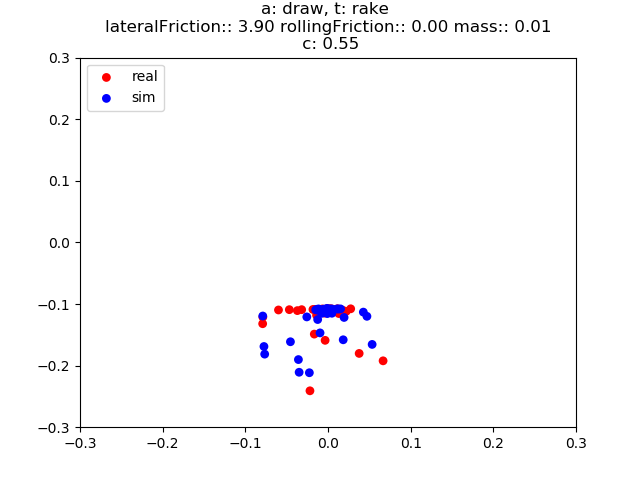 a: draw, t: rake
lateralFriction:: 3.90 rollingFriction:: 0.00 mass:: 0.01
c: 0.55
real
sim
0.3
0.2
0.1
0.0
−0.1
−0.2
−0.3
−0.3
−0.2
−0.1
0.0
0.1
0.2
0.3